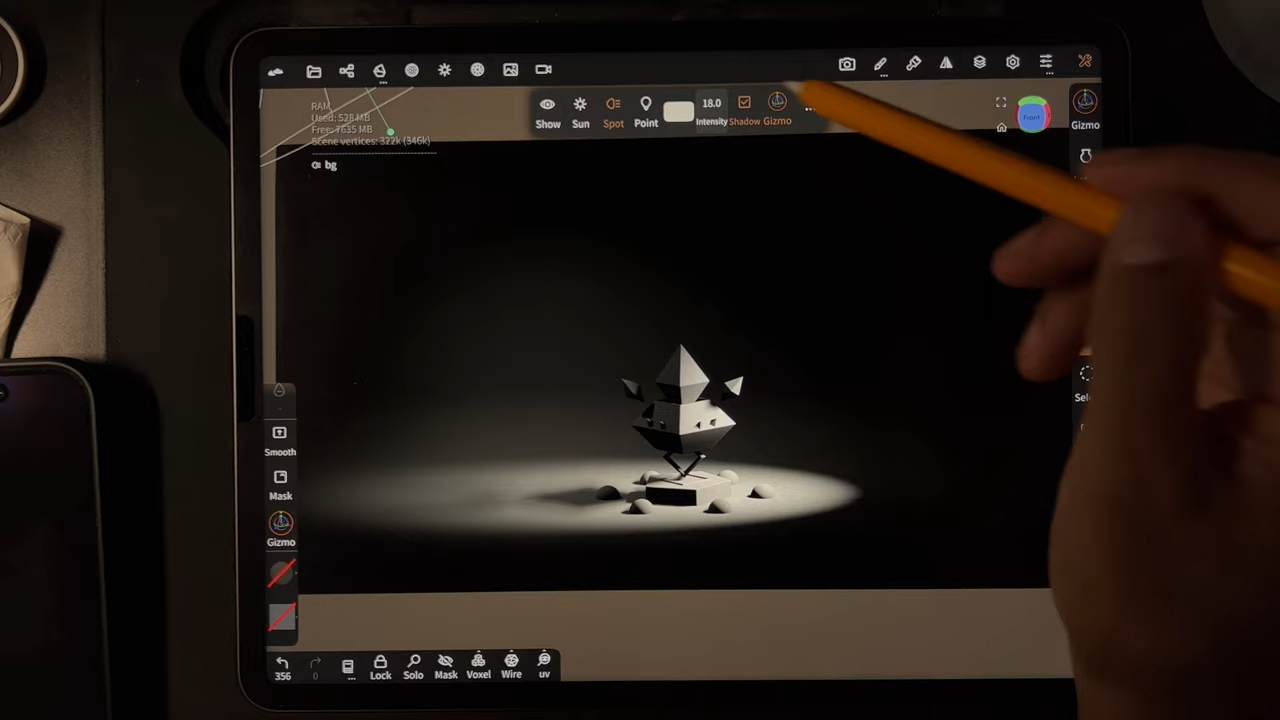 RAM
Used: 528 MB
Free: 7635 MB
Scene vertices: 322k (346k)
bg
Show
Sun
Spot
Point
18.0
Intensity
Shadow
Gizmo
Front
Gizmo
Smooth
Mask
Gizmo
356
0
Lock
Solo
Mask
Voxel
Wire
uv